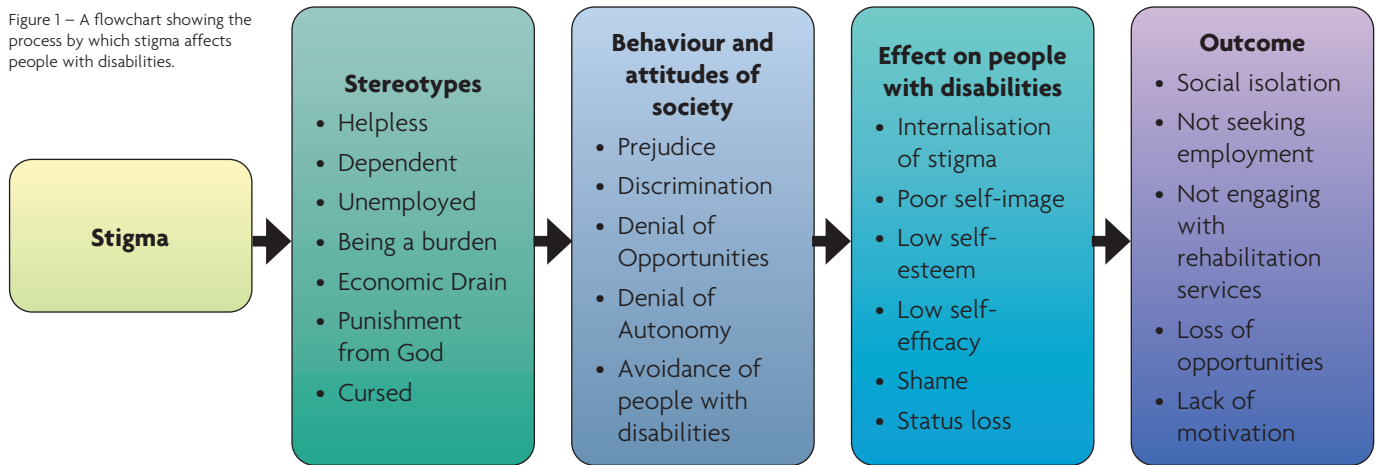 Figure 1 – A flowchart showing the
process by which stigma affects
people with disabilities.
Stigma
Stereotypes
• Helpless
• Dependent
• Unemployed
• Being a burden
• Economic Drain
• Punishment
from God
• Cursed
Behaviour and
attitudes of
society
• Prejudice
• Discrimination
• Denial of
Opportunities
• Denial of
Autonomy
• Avoidance of
people with
disabilities
Effect on people
with disabilities
• Internalisation
of stigma
• Poor self-image
• Low self-
esteem
• Low self-
efficacy
• Shame
• Status loss
Outcome
• Social isolation
• Not seeking
employment
• Not engaging
with
rehabilitation
services
• Loss of
opportunities
• Lack of
motivation